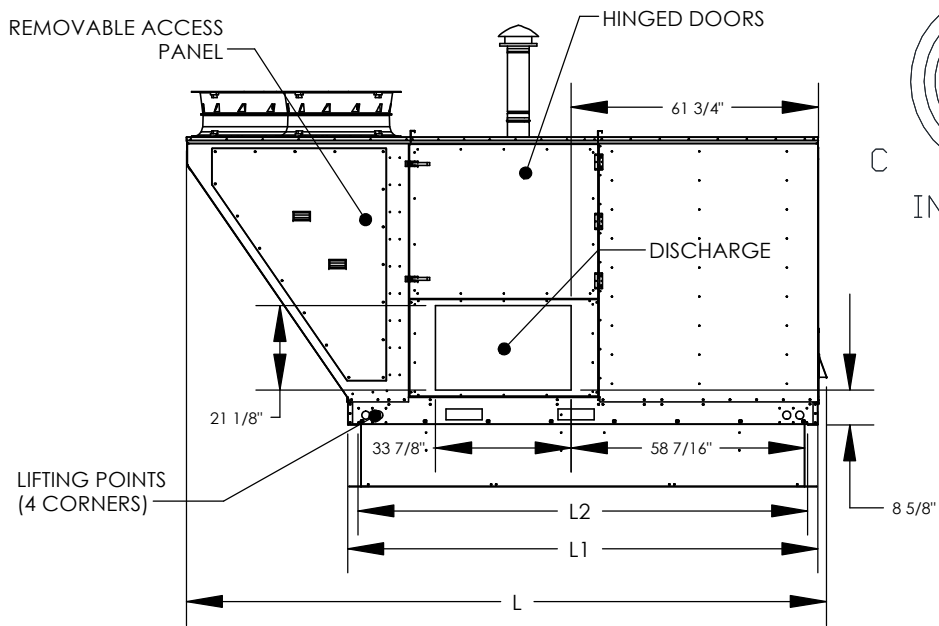 REMOVABLE ACCESS
PANEL
HINGED DOORS
61 3/4"
C
IN
DISCHARGE
21 1/8"
33 7/8"
58 7/16"
LIFTING POINTS
(4 CORNERS)
8 5/8"
L2
L1
L